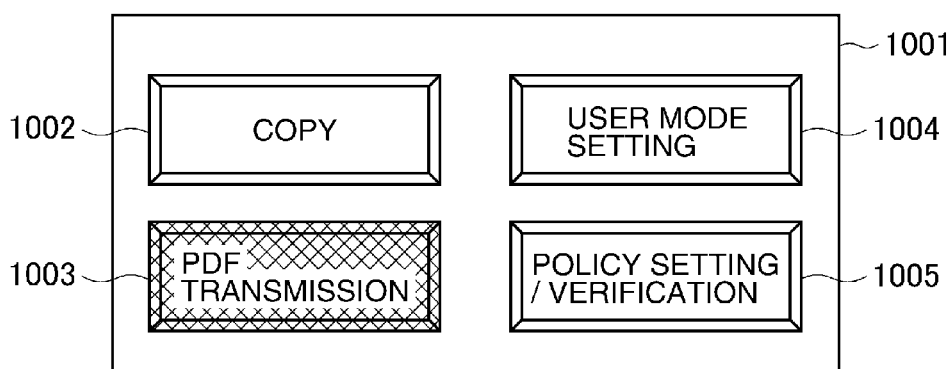 1001
1002
COPY
USER MODE
SETTING
1004
1003
PDF
TRANSMISSION
POLICY SETTING
/ VERIFICATION
1005